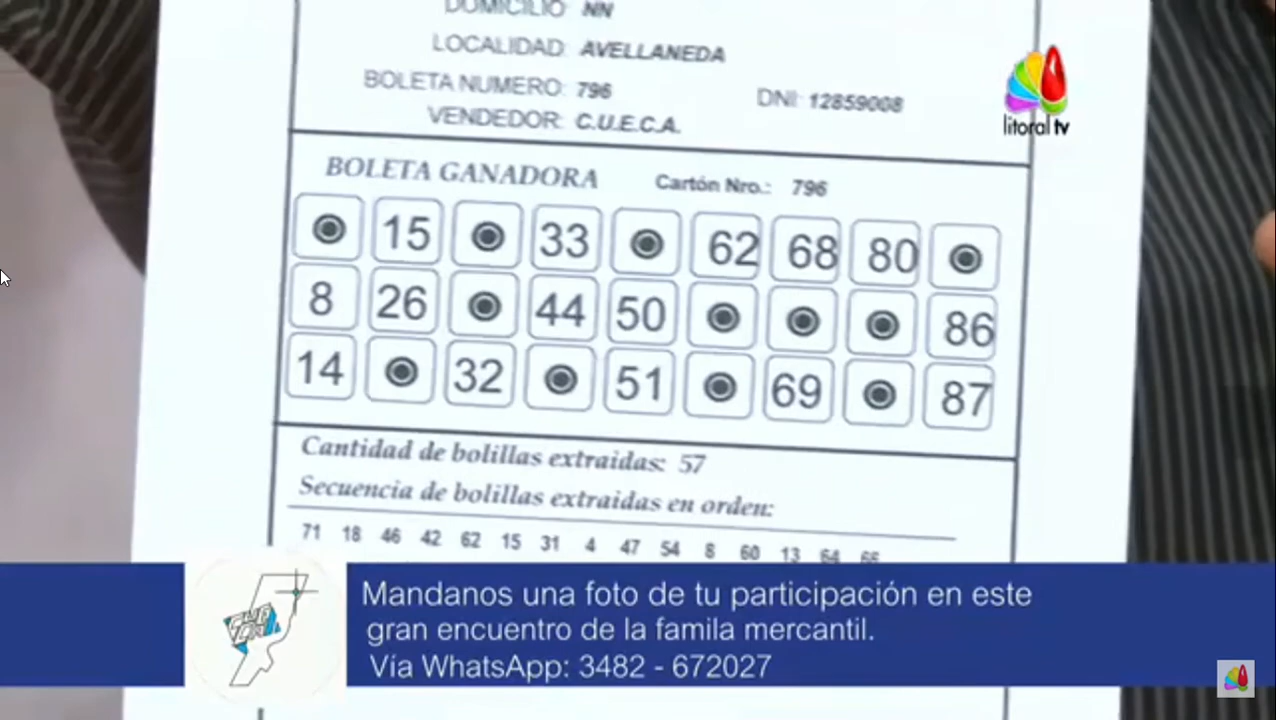 DOMICILIO: NN
LOCALIDAD: AVELLANEDA
BOLETA NUMERO: 796 DNI: 12859008
VENDEDOR: C.U.E.C.A.
litoral tv
BOLETA GANADORA Cartón Nro.: 796
15 33 62 68 80
8 26 44 50 86
14 32 51 69 87
Cantidad de bolillas extraidas: 57
Secuencia de bolillas extraidas en orden:
71 18 46 42 62 15 31 4 47 54 8 60 13 64 66
Mandanos una foto de tu participación en este
gran encuentro de la famila mercantil.
Vía WhatsApp: 3482 - 672027